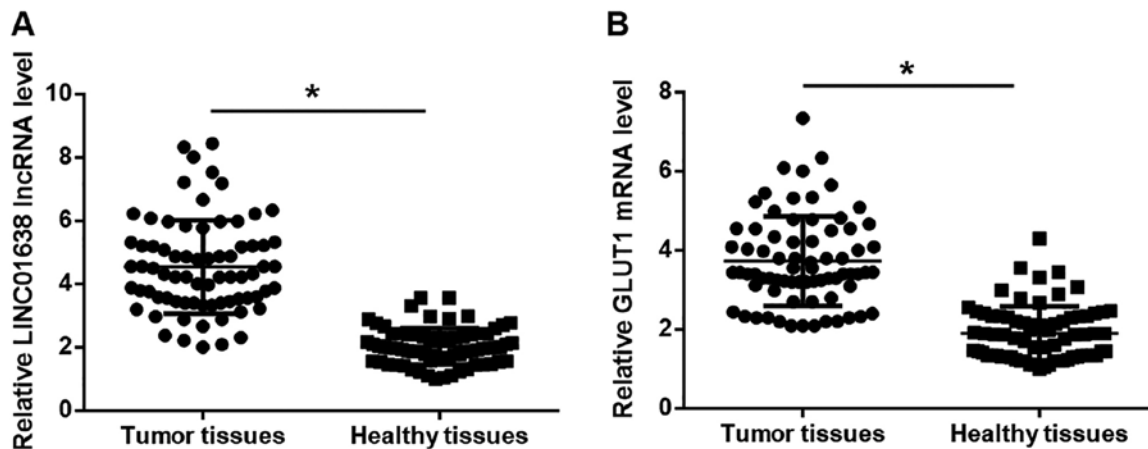 A
Relative LINC01638 lncRNA level
10
8
6
4
2
0
*
Tumor tissues
Healthy tissues
B
Relative GLUT1 mRNA level
8
6
4
2
0
*
Tumor tissues
Healthy tissues